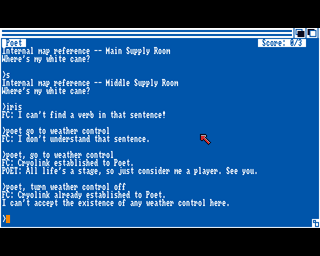 Poet Score: 0/3
Internal map reference -- Main Supply Room
Where's my white cane?
)s
Internal map reference -- Middle Supply Room
Where's my white cane?
)iris
FC: I can't find a verb in that sentence!
)poet go to weather control
FC: I don't understand that sentence.
)poet, go to weather control
FC: Cryolink established to Poet.
POET: All life's a stage, so just consider me a player. See you.
)poet, turn weather control off
FC: Cryolink already established to Poet.
I can't accept the existence of any weather control here.
)